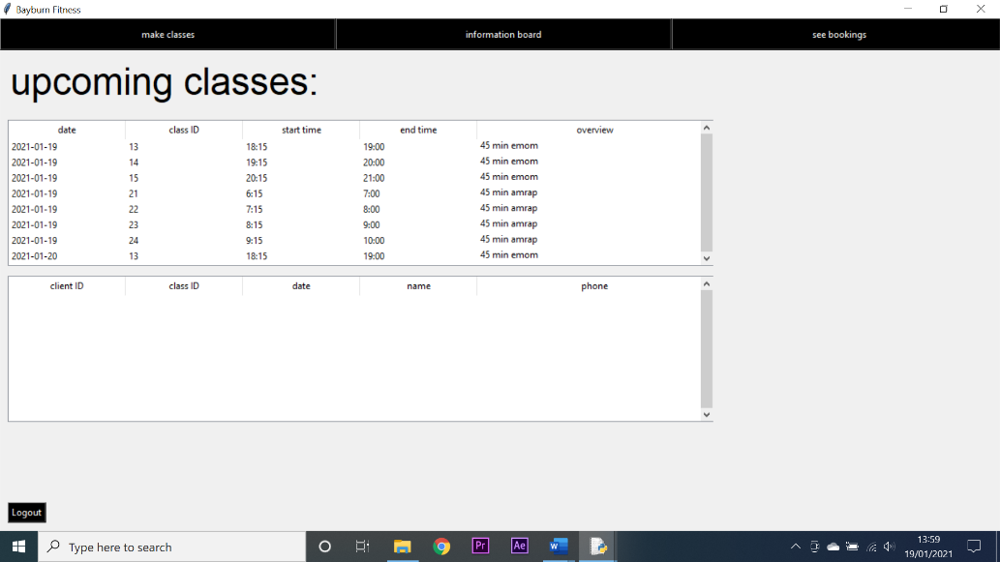 Bayburn Fitness
make classes information board see bookings
upcoming classes:
date class ID start time end time overview
2021-01-19 13 18:15 19:00 45 min emom
2021-01-19 14 19:15 20:00 45 min emom
2021-01-19 15 20:15 21:00 45 min emom
2021-01-19 21 6:15 7:00 45 min amrap
2021-01-19 22 7:15 8:00 45 min amrap
2021-01-19 23 8:15 9:00 45 min amrap
2021-01-19 24 9:15 10:00 45 min amrap
2021-01-20 13 18:15 19:00 45 min emom
client ID class ID date name phone
Logout
Type here to search
Pr Ae W
13:59
19/01/2021